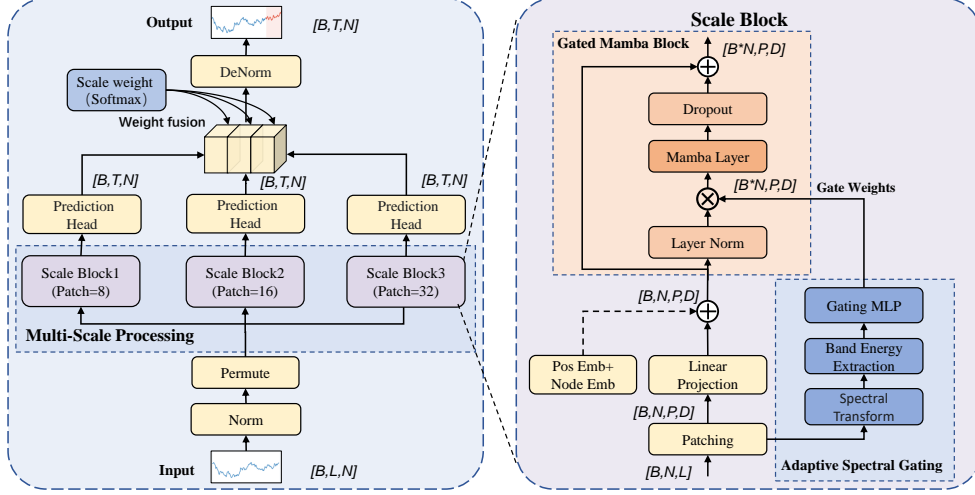 Output
[B,T,N]
DeNorm
Scale weight
(Softmax)
Weight fusion
[B,T,N]
[B,T,N]
[B,T,N]
Prediction
Head
Prediction
Head
Prediction
Head
Scale Block1
(Patch=8)
Scale Block2
(Patch=16)
Scale Block3
(Patch=32)
Multi-Scale Processing
Permute
Norm
Input
[B,L,N]
Scale Block
Gated Mamba Block
[B*N,P,D]
Dropout
Mamba Layer
[B*N,P,D]
Gate Weights
Layer Norm
[B,N,P,D]
Gating MLP
Pos Emb+
Node Emb
Linear
Projection
Band Energy
Extraction
[B,N,P,D]
Spectral
Transform
Patching
Adaptive Spectral Gating
[B,N,L]